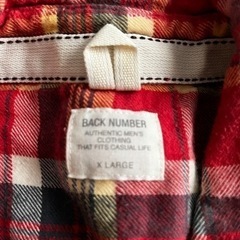 BACK NUMBER
AUTHENTIC MEN'S
CLOTHING
THAT FITS CASUAL LIFE
X LARGE